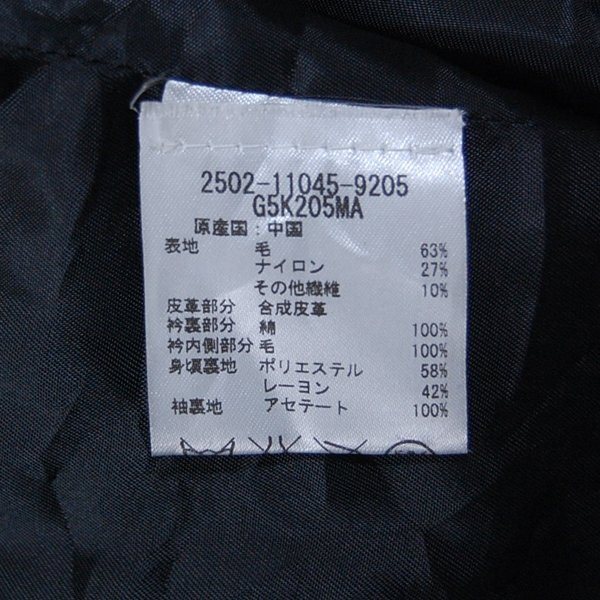 2502-11045-9205
G5K205MA
原産国:中国
表地 毛 63%
ナイロン 27%
その他繊維 10%
皮革部分 合成皮革
衿裏部分 綿 100%
衿内側部分 毛 100%
身頃裏地 ポリエステル 58%
レーヨン 42%
袖裏地 アセテート 100%